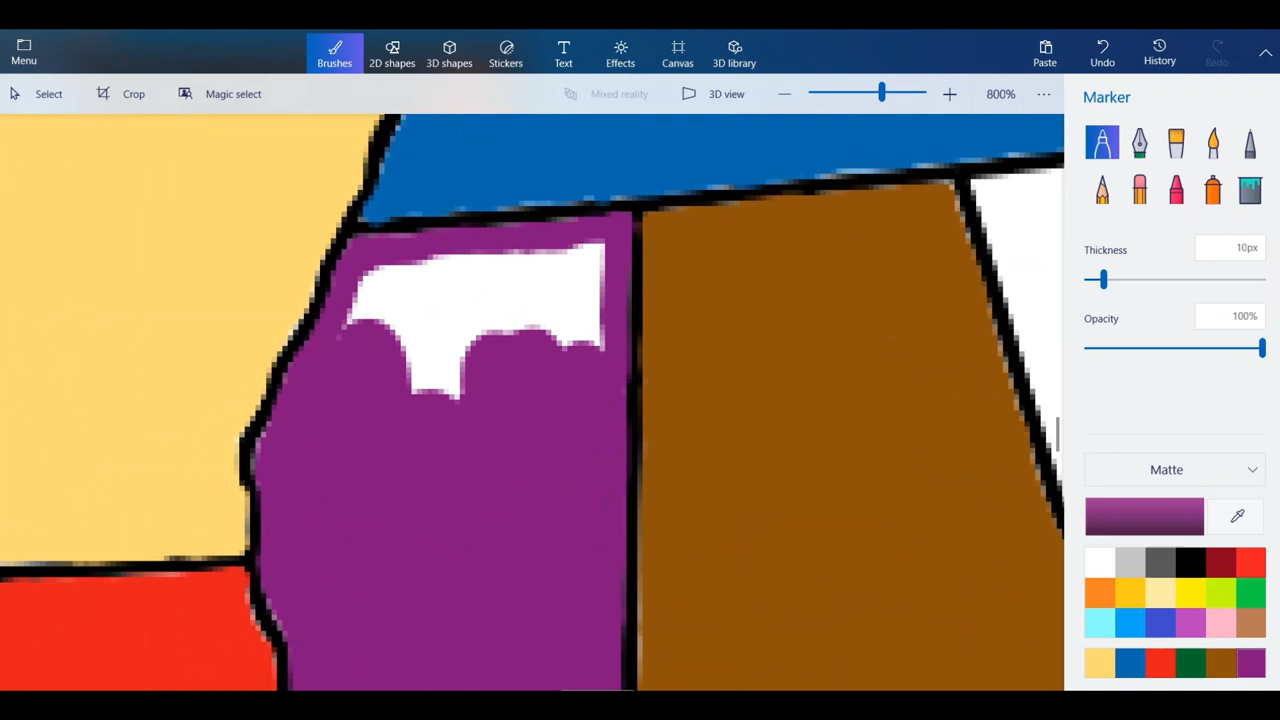 Menu
Brushes
2D shapes
3D shapes
Stickers
Text
Effects
Canvas
3D library
Paste
Undo
History
Redo
Select
Crop
Magic select
Mixed reality
3D view
800%
Marker
Thickness
10px
Opacity
100%
Matte